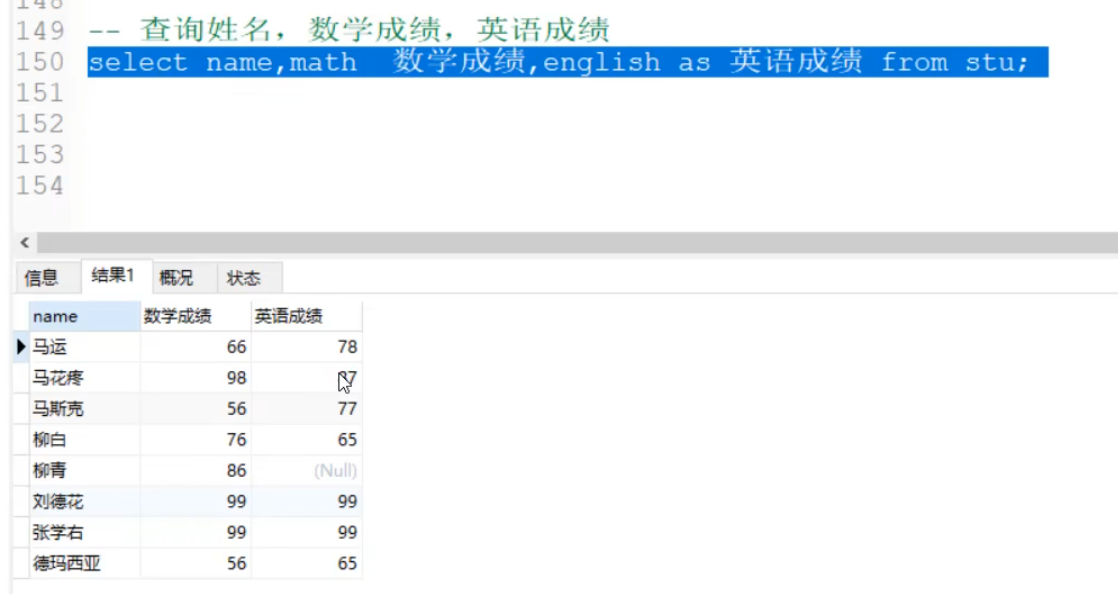 149 -- 查询姓名，数学成绩，英语成绩
150 select name,math  数学成绩,english as 英语成绩 from stu;
151
152
153
154
信息 结果1 概况 状态
name 数学成绩 英语成绩
马运 66 78
马花疼 98
马斯克 56 77
柳白 76 65
柳青 86 (Null)
刘德花 99 99
张学右 99 99
德玛西亚 56 65